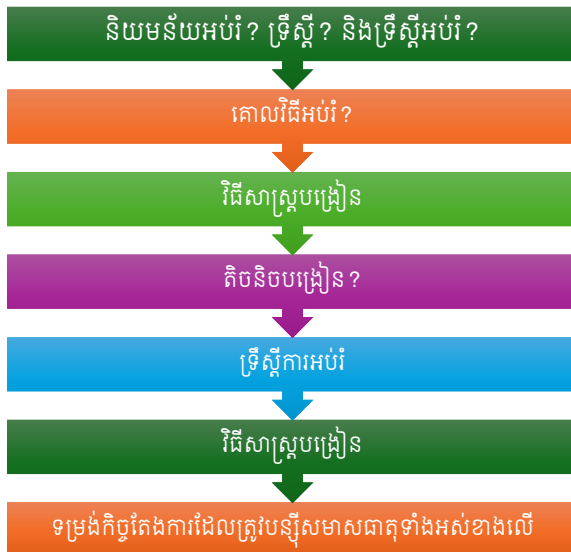 និយមន័យអប់រំ? ទ្រឹស្តី? និងទ្រឹស្តីអប់រំ?
គោលវិធីអប់រំ?
វិធីសាស្ត្របង្រៀន
តិចនិចបង្រៀន?
ទ្រឹស្តីការអប់រំ
វិធីសាស្ត្របង្រៀន
ទម្រង់កិច្ចតែងការដែលត្រូវបន្ស៊ីសមាសធាតុទាំងអស់ខាងលើ